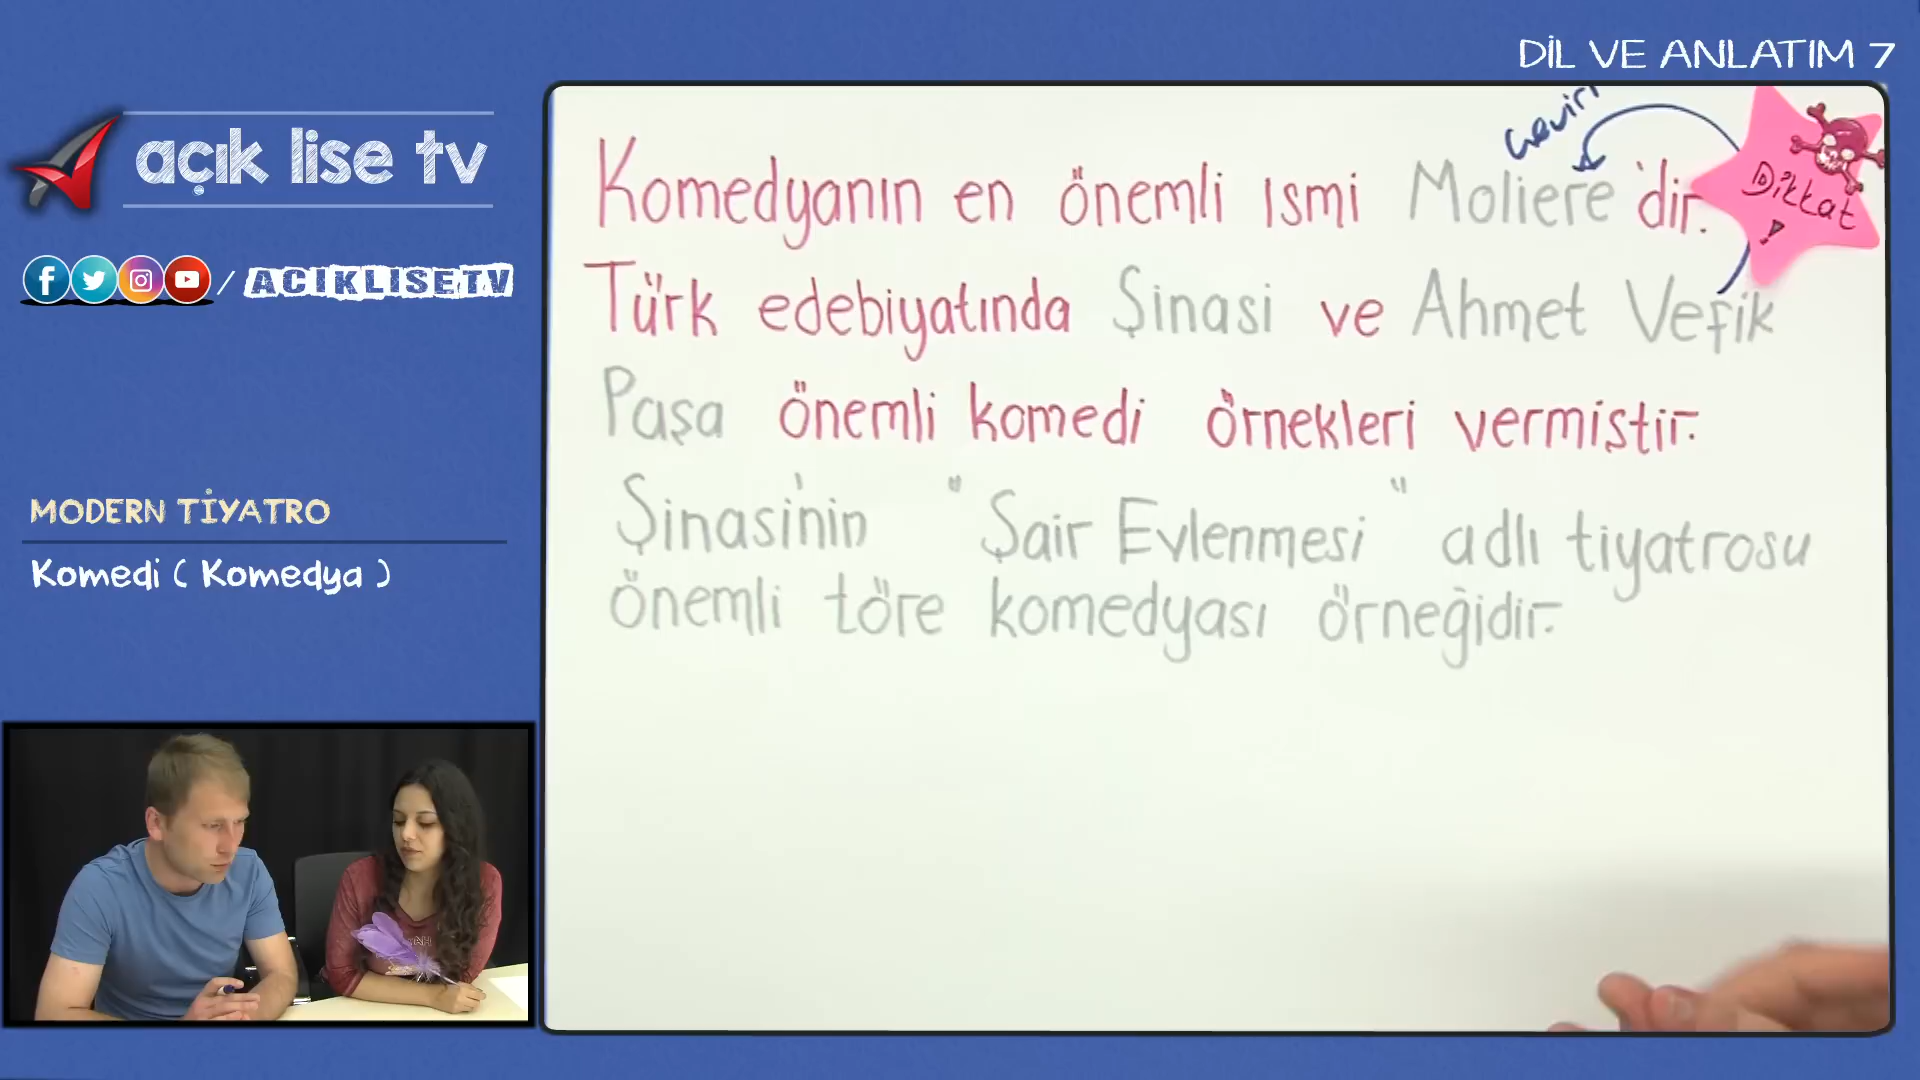 DİL VE ANLATIM 7
açık lise tv
/ ACIKLISETV
MODERN TİYATRO
Komedi ( Komedya )
Çeviri
Dikkat !
Komedyanın en önemli ismi Moliere 'dir.
Türk edebiyatında Şinasi ve Ahmet Vefik
Paşa önemli komedi örnekleri vermiştir.
Şinasi'nin "Şair Evlenmesi" adlı tiyatrosu
önemli töre komedyası örneğidir.